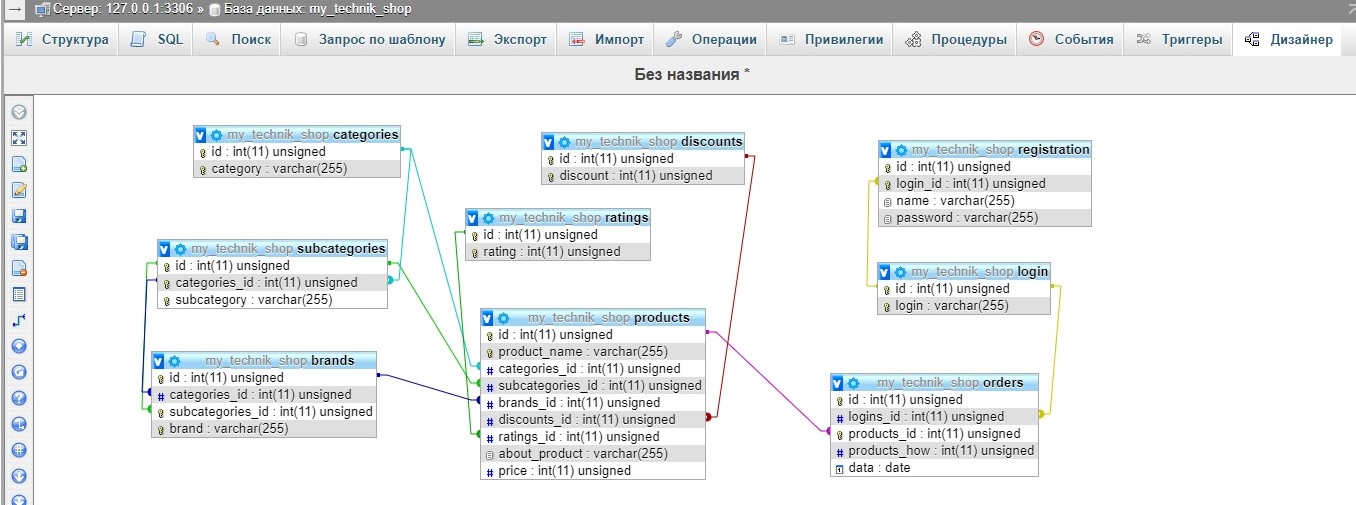 Сервер: 127.0.0.1:3306 » База данных: my_technik_shop
Структура SQL Поиск Запрос по шаблону Экспорт Импорт Операции Привилегии Процедуры События Триггеры Дизайнер
Без названия *
my_technik_shop categories
id : int(11) unsigned
category : varchar(255)
my_technik_shop discounts
id : int(11) unsigned
discount : int(11) unsigned
my_technik_shop registration
id : int(11) unsigned
login_id : int(11) unsigned
name : varchar(255)
password : varchar(255)
my_technik_shop ratings
id : int(11) unsigned
rating : int(11) unsigned
my_technik_shop subcategories
id : int(11) unsigned
categories_id : int(11) unsigned
subcategory : varchar(255)
my_technik_shop login
id : int(11) unsigned
login : varchar(255)
my_technik_shop products
id : int(11) unsigned
product_name : varchar(255)
categories_id : int(11) unsigned
subcategories_id : int(11) unsigned
brands_id : int(11) unsigned
discounts_id : int(11) unsigned
ratings_id : int(11) unsigned
about_product : varchar(255)
price : int(11) unsigned
my_technik_shop brands
id : int(11) unsigned
categories_id : int(11) unsigned
subcategories_id : int(11) unsigned
brand : varchar(255)
my_technik_shop orders
id : int(11) unsigned
logins_id : int(11) unsigned
products_id : int(11) unsigned
products_how : int(11) unsigned
data : date